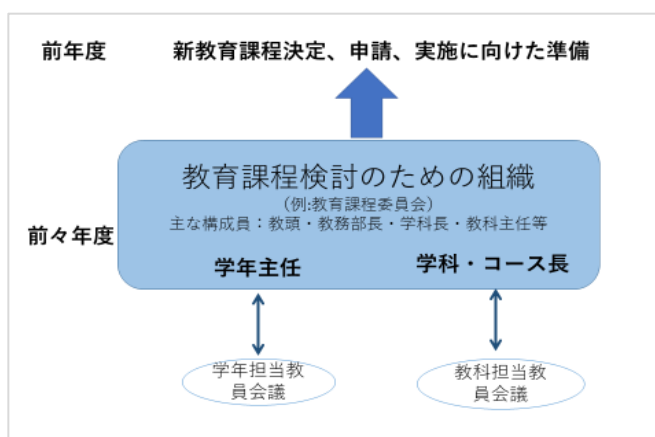 前年度
新教育課程決定、申請、実施に向けた準備
教育課程検討のための組織
（例:教育課程委員会）
主な構成員：教頭・教務部長・学科長・教科主任等
前々年度
学年主任
学科・コース長
学年担当教
員会議
教科担当教
員会議